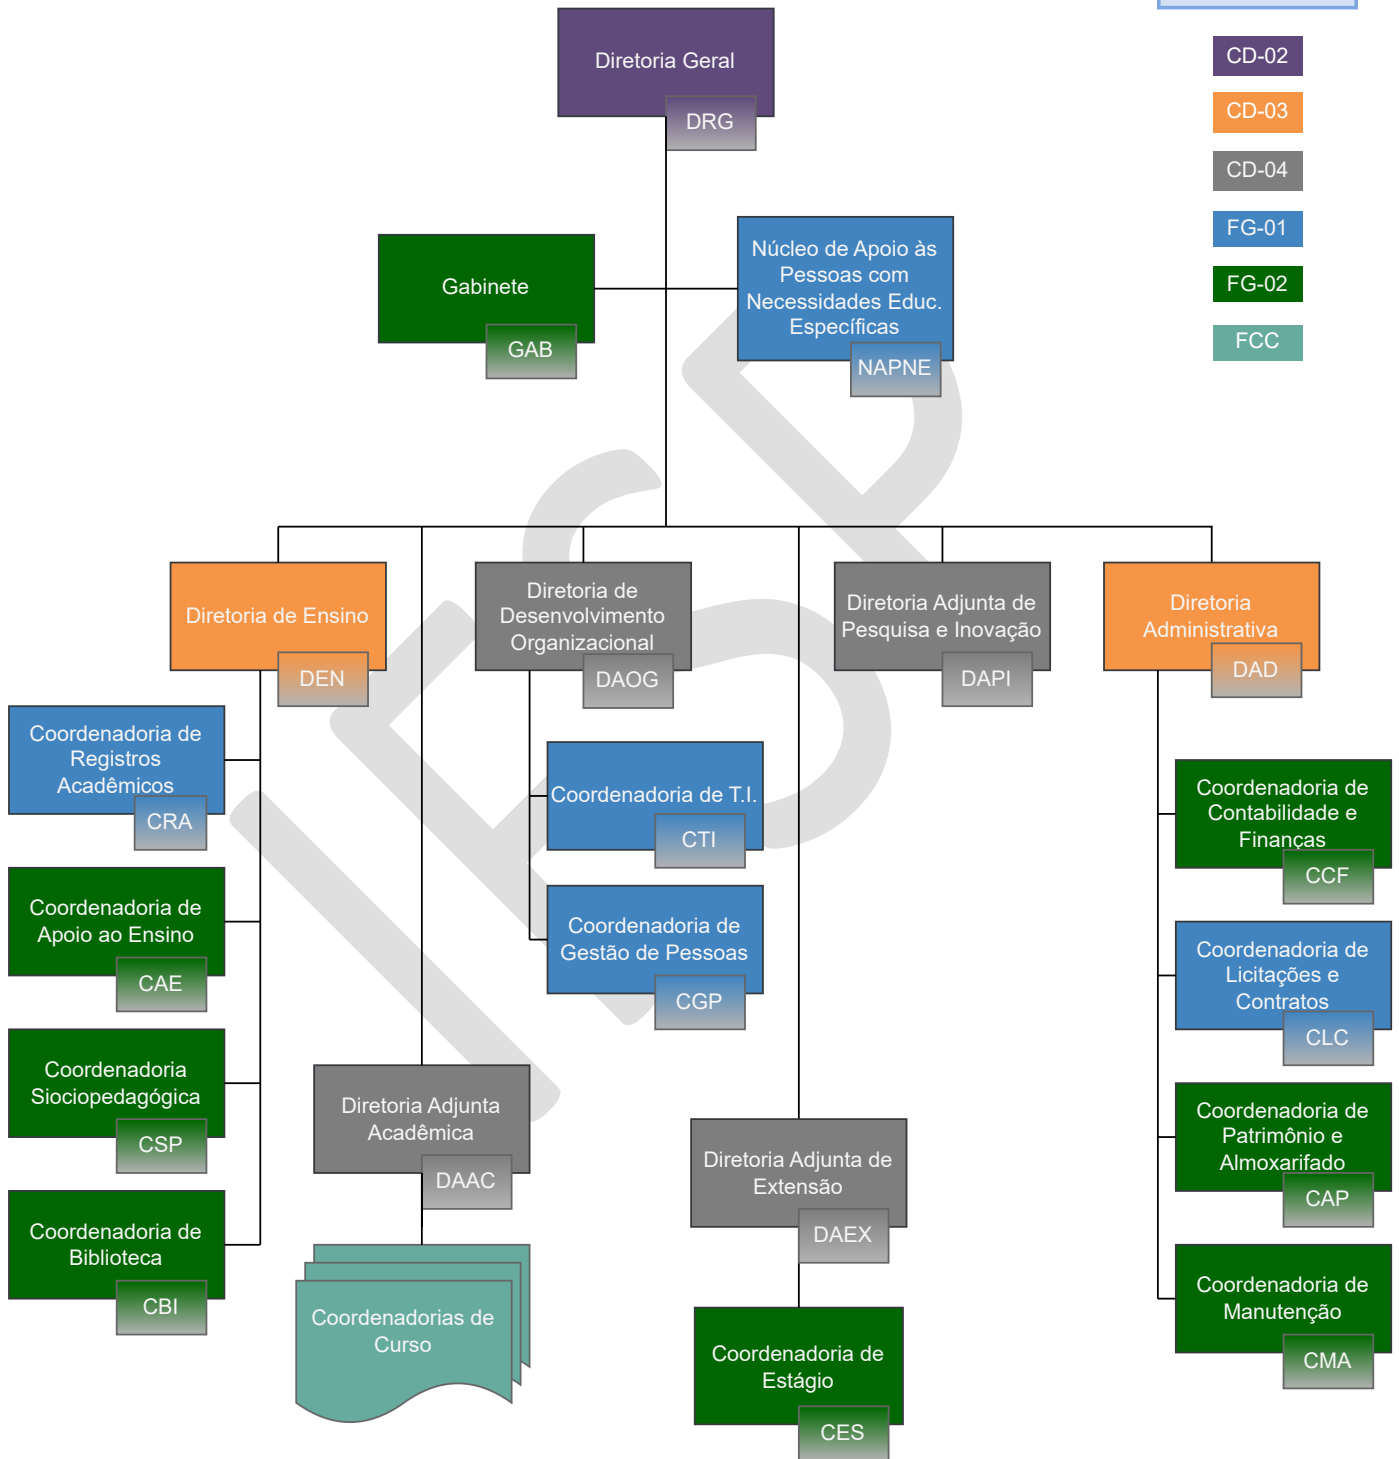 Diretoria Geral
DRG
CD-02
CD-03
CD-04
FG-01
FG-02
FCC
Gabinete
GAB
Núcleo de Apoio às
Pessoas com
Necessidades Educ.
Específicas
NAPNE
IFSP
Diretoria de Ensino
DEN
Diretoria de
Desenvolvimento
Organizacional
DAOG
Diretoria Adjunta de
Pesquisa e Inovação
DAPI
Diretoria
Administrativa
DAD
Coordenadoria de
Registros
Acadêmicos
CRA
Coordenadoria de
Apoio ao Ensino
CAE
Coordenadoria
Siociopedagógica
CSP
Coordenadoria de
Biblioteca
CBI
Diretoria Adjunta
Acadêmica
DAAC
Coordenadorias de
Curso
Coordenadoria de T.I.
CTI
Coordenadoria de
Gestão de Pessoas
CGP
Diretoria Adjunta de
Extensão
DAEX
Coordenadoria de
Estágio
CES
Coordenadoria de
Contabilidade e
Finanças
CCF
Coordenadoria de
Licitações e
Contratos
CLC
Coordenadoria de
Patrimônio e
Almoxarifado
CAP
Coordenadoria de
Manutenção
CMA